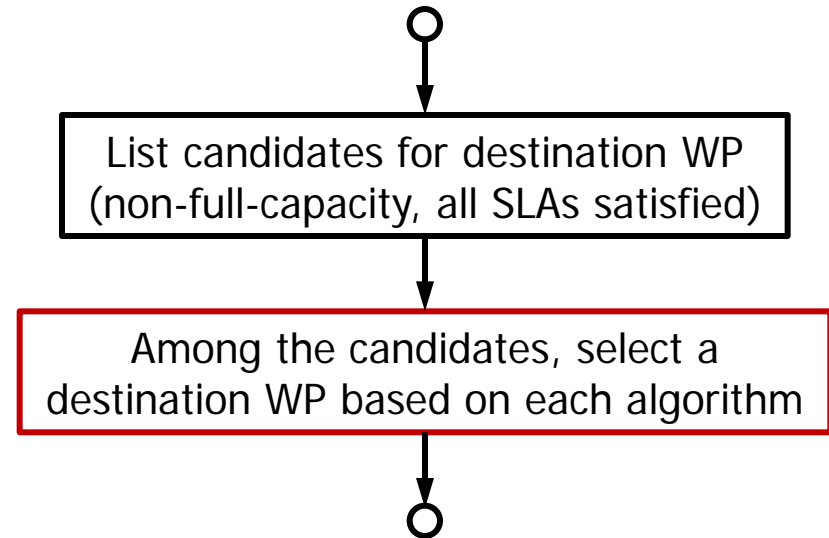 List candidates for destination WP
(non-full-capacity, all SLAs satisfied)
Among the candidates, select a
destination WP based on each algorithm